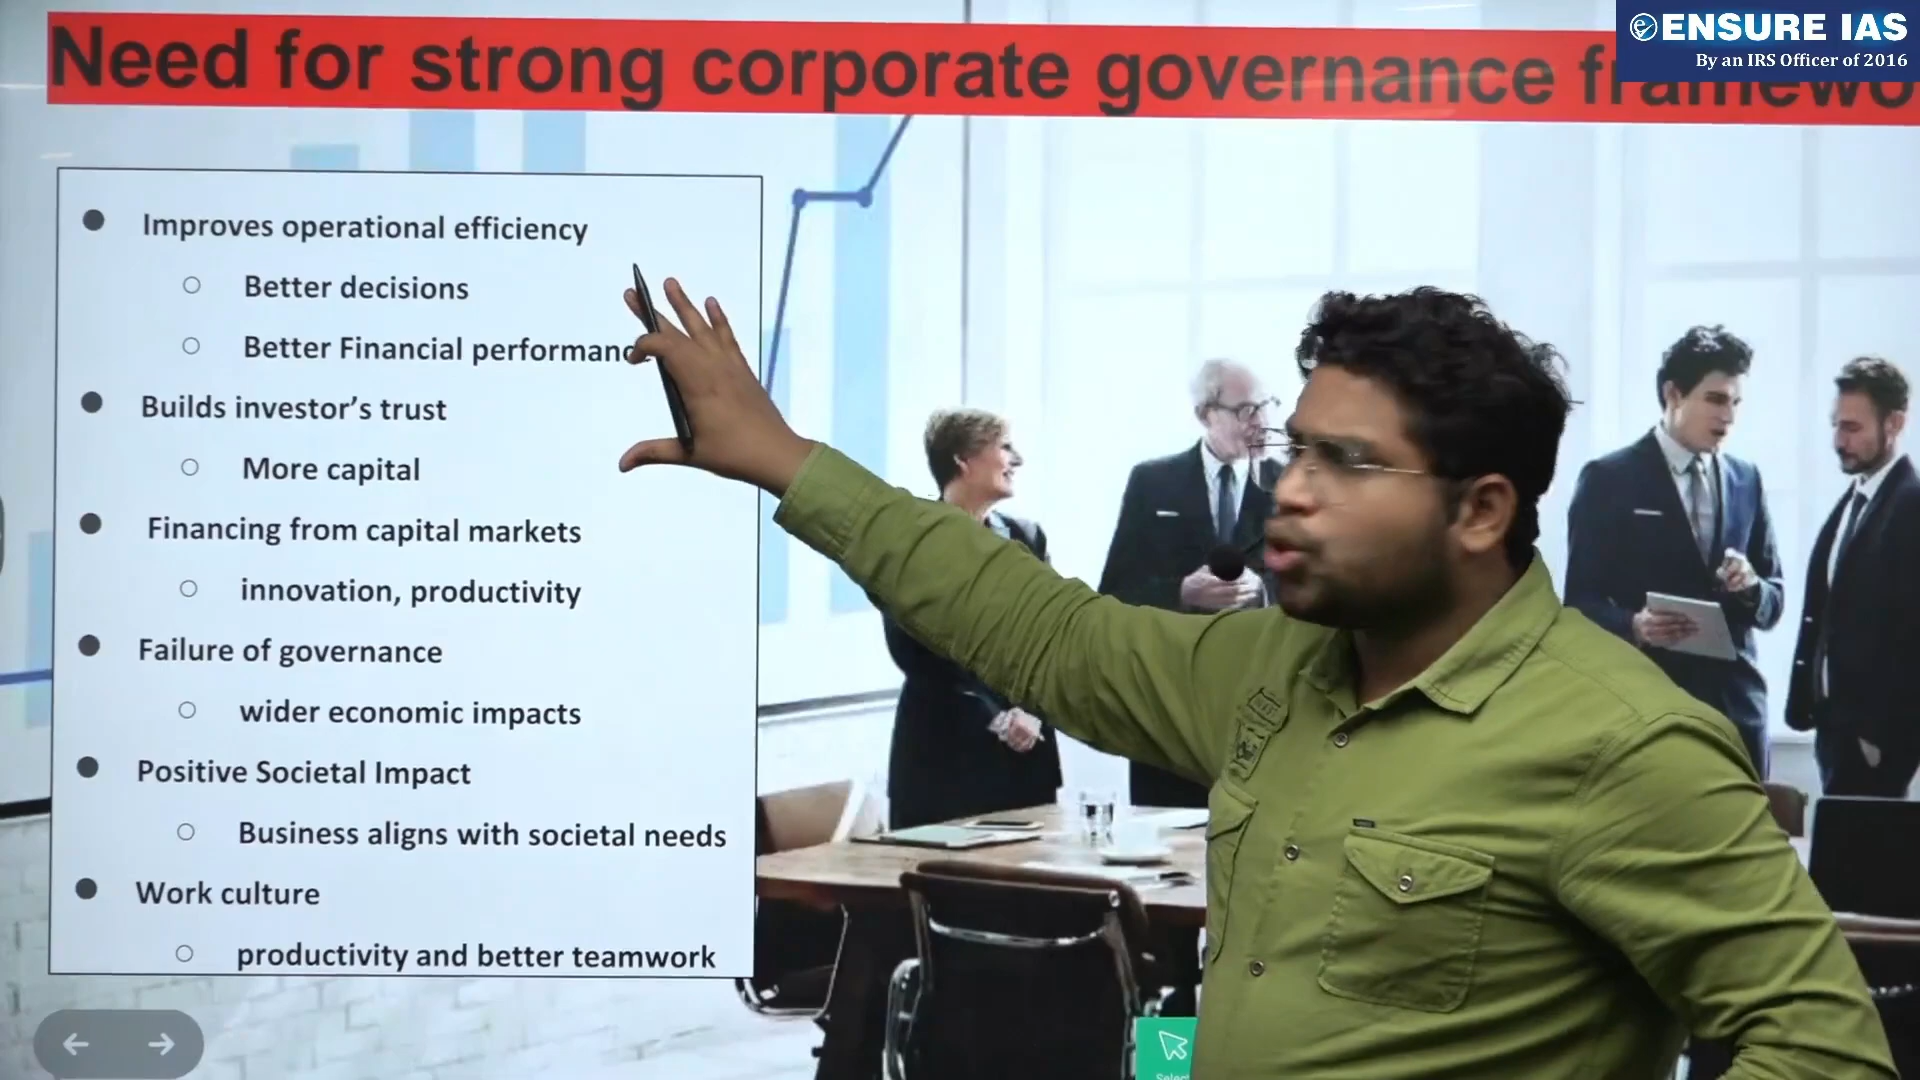 Need for strong corporate governance
ENSURE IAS
By an IRS Officer of 2016
Improves operational efficiency
Better decisions
Better Financial performance
Builds investor's trust
More capital
Financing from capital markets
innovation, productivity
Failure of governance
wider economic impacts
Positive Societal Impact
Business aligns with societal needs
Work culture
productivity and better teamwork
Select